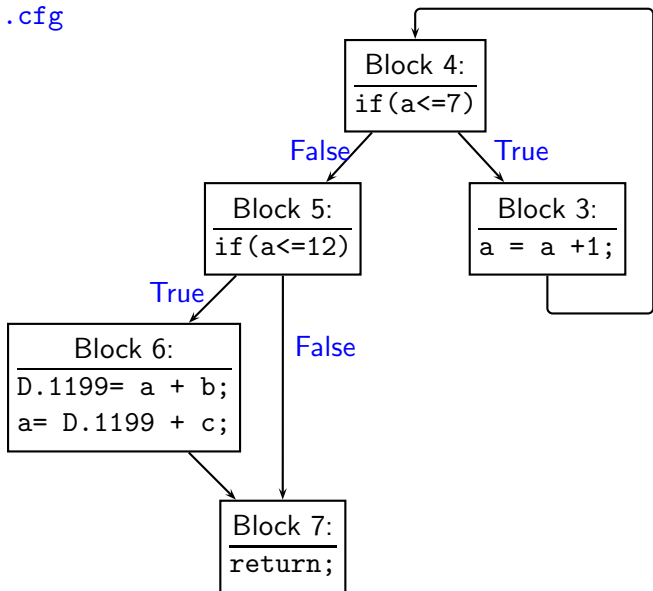 .cfg
Block 4:
if(a<=7)
False
True
Block 5:
if(a<=12)
Block 3:
a = a +1;
True
False
Block 6:
D.1199= a + b;
a= D.1199 + c;
Block 7:
return;